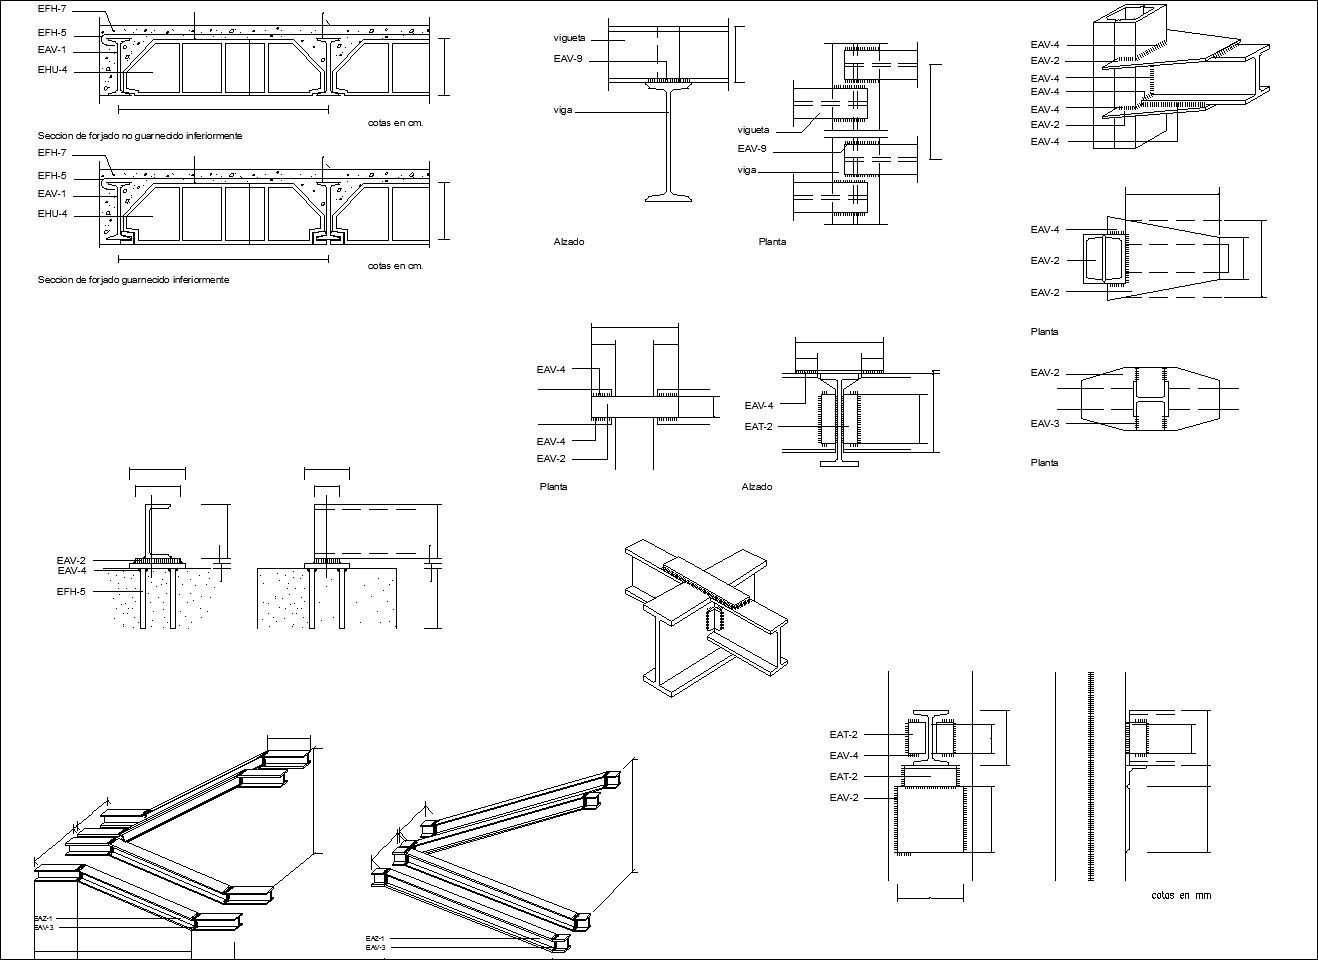 EFH-7
EFH-5
EAV-1
EHU-4
cotas en cm.
Seccion de forjado no guarnecido inferiormente
EFH-7
EFH-5
EAV-1
EHU-4
cotas en cm.
Seccion de forjado guarnecido inferiormente
vigueta
EAV-9
viga
Alzado
vigueta
EAV-9
viga
Planta
EAV-4
EAV-2
EAV-4
EAV-4
EAV-4
EAV-2
EAV-4
EAV-4
EAV-2
EAV-2
Planta
EAV-2
EAV-3
Planta
EAV-4
EAV-4
EAV-2
Planta
EAV-4
EAT-2
Alzado
EAV-2
EAV-4
EFH-5
EAT-2
EAV-4
EAT-2
EAV-2
cotas en mm
EAZ-1
EAV-3
EAZ-1
EAV-3